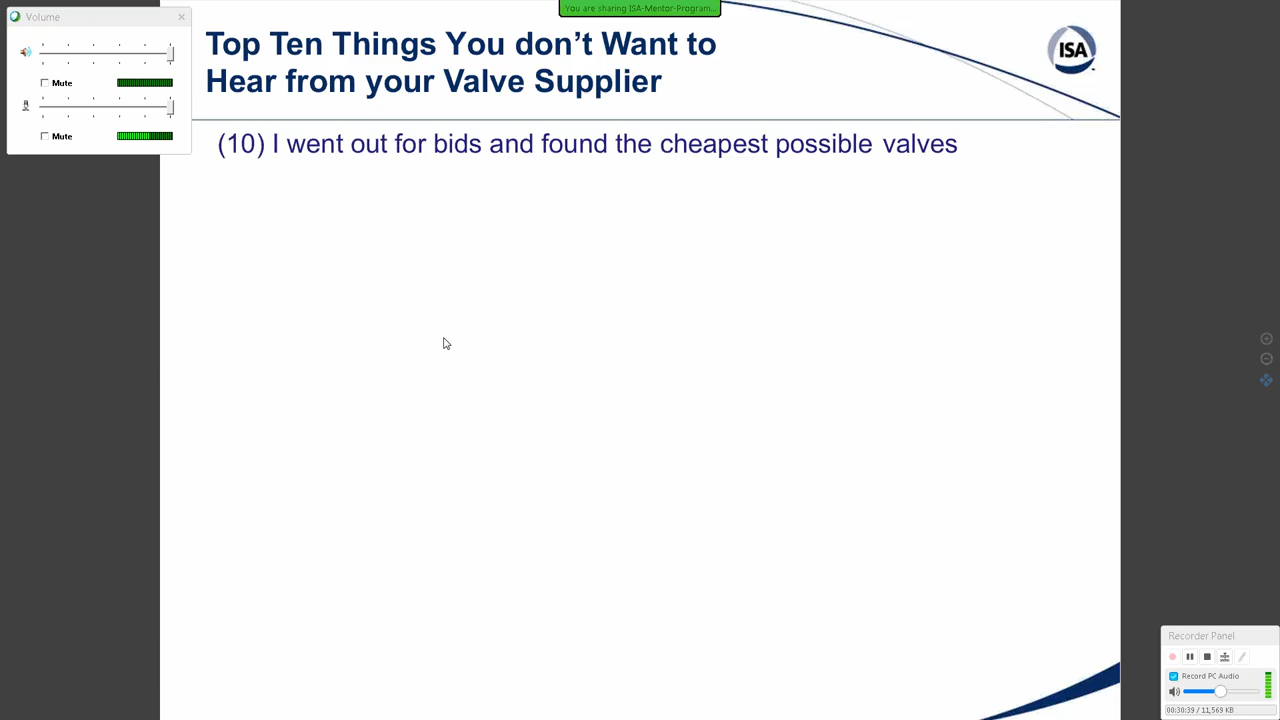 Volume
Mute
Mute
You are sharing ISA-Mentor-Program...
Top Ten Things You don’t Want to
Hear from your Valve Supplier
ISA
(10) I went out for bids and found the cheapest possible valves
Recorder Panel
Record PC Audio
00:30:39 / 11,569 KB